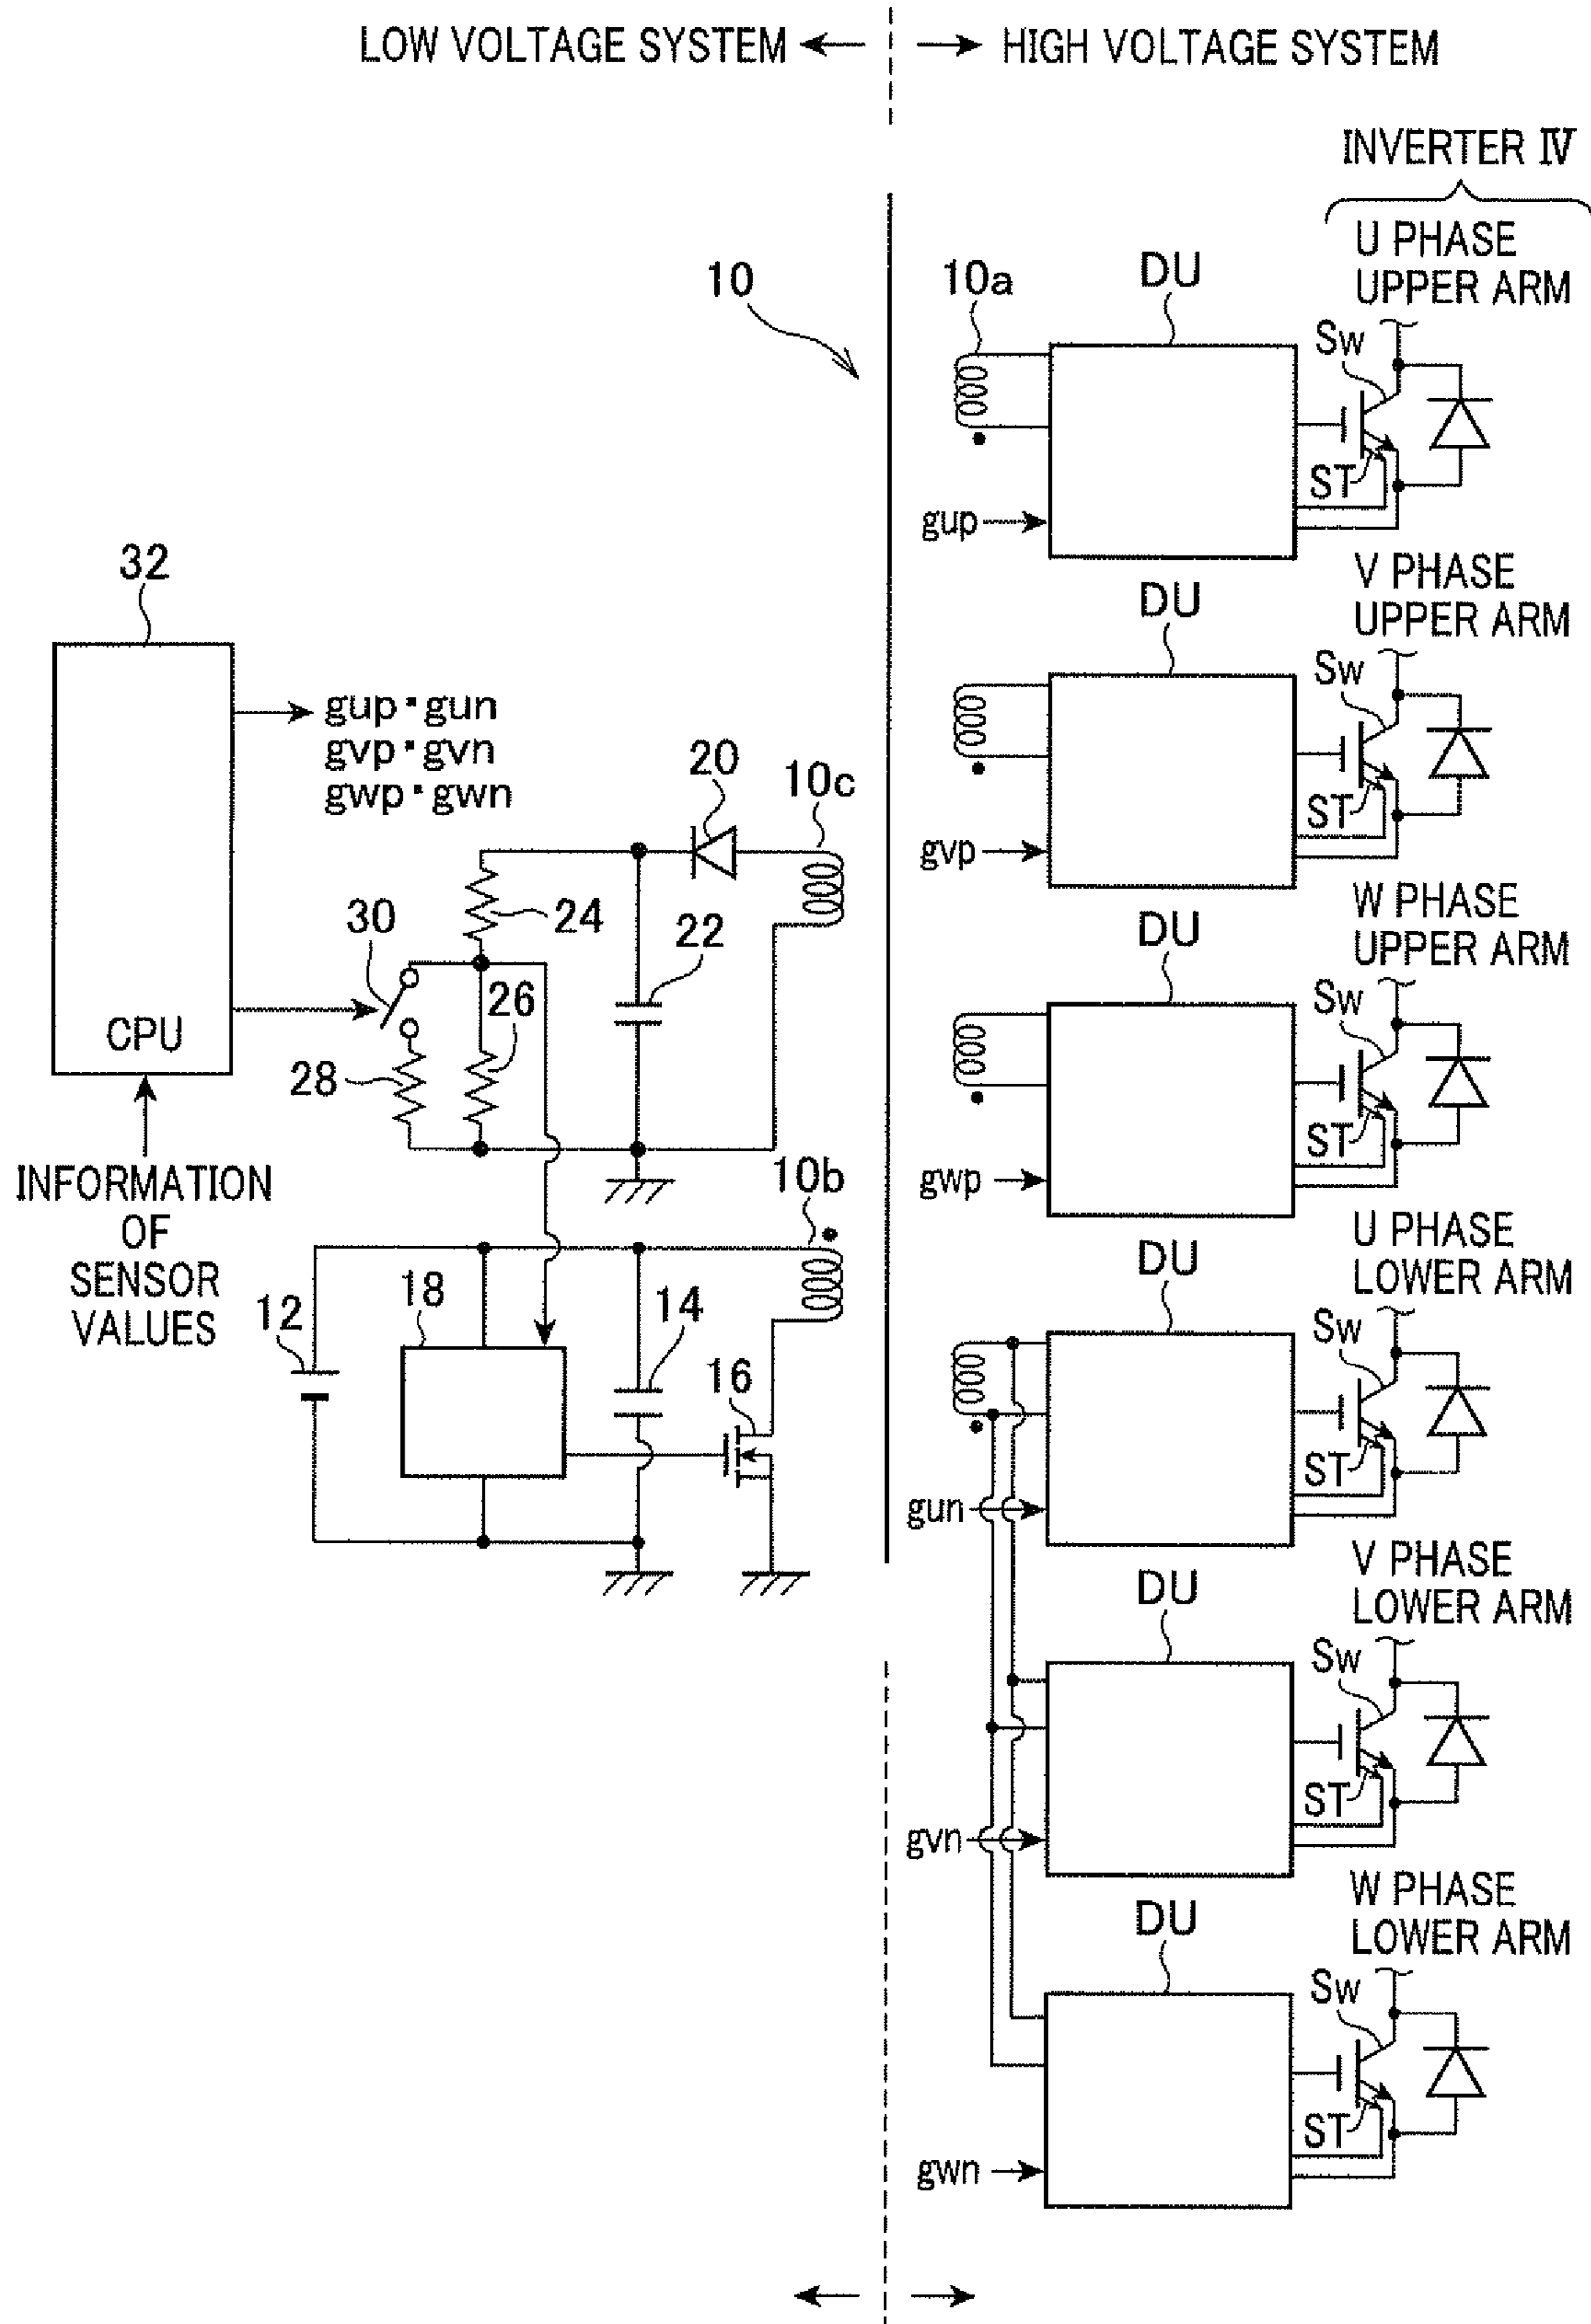 LOW VOLTAGE SYSTEM
HIGH VOLTAGE SYSTEM
INVERTER IV
U PHASE
UPPER ARM
10
10a
DU
Sw
ST
gup
V PHASE
UPPER ARM
DU
Sw
ST
gvp
32
gup・gun
gvp・gvn
gwp・gwn
20
10c
24
22
30
26
28
CPU
INFORMATION
OF
SENSOR
VALUES
W PHASE
UPPER ARM
DU
Sw
ST
gwp
10b
12
18
14
16
U PHASE
LOWER ARM
DU
Sw
ST
gun
V PHASE
LOWER ARM
DU
Sw
ST
gvn
W PHASE
LOWER ARM
DU
Sw
ST
gwn